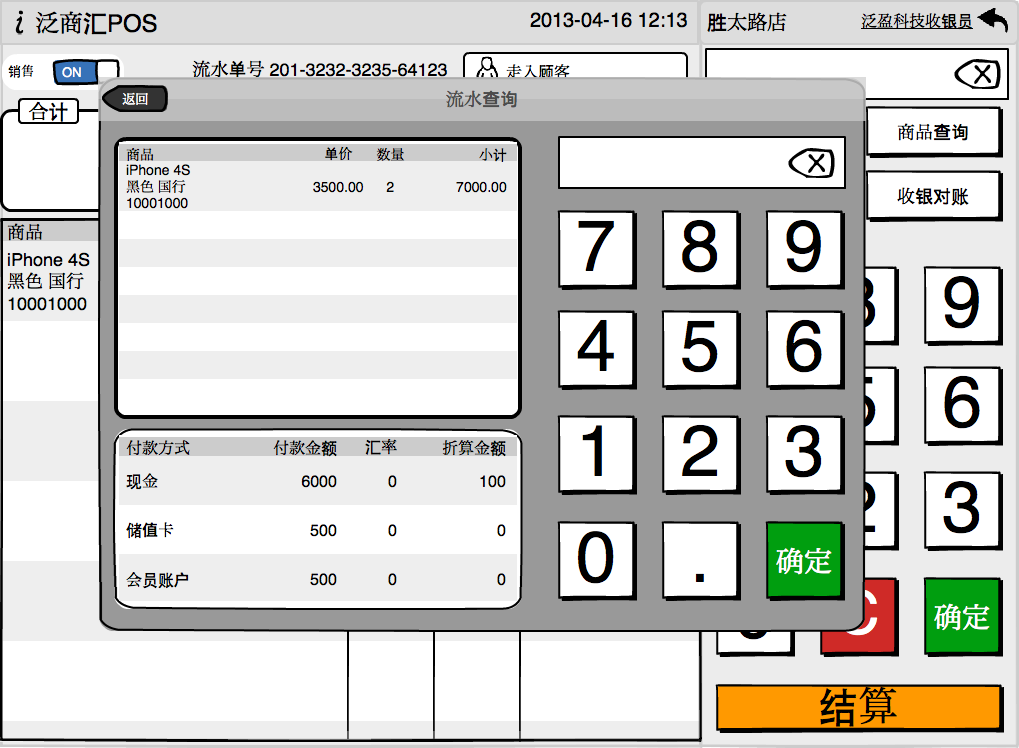 i 泛商汇POS
2013-04-16 12:13
胜太路店
泛盈科技收银员
销售
ON
流水单号 201-3232-3235-64123
走入顾客
合计
商品查询
收银对账
商品
iPhone 4S
黑色 国行
10001000
返回
流水查询
商品 单价 数量 小计
iPhone 4S
黑色 国行 3500.00 2 7000.00
10001000
付款方式 付款金额 汇率 折算金额
现金 6000 0 100
储值卡 500 0 0
会员账户 500 0 0
7 8 9
4 5 6
1 2 3
0 . 确定
9
6
3
C 确定
结算